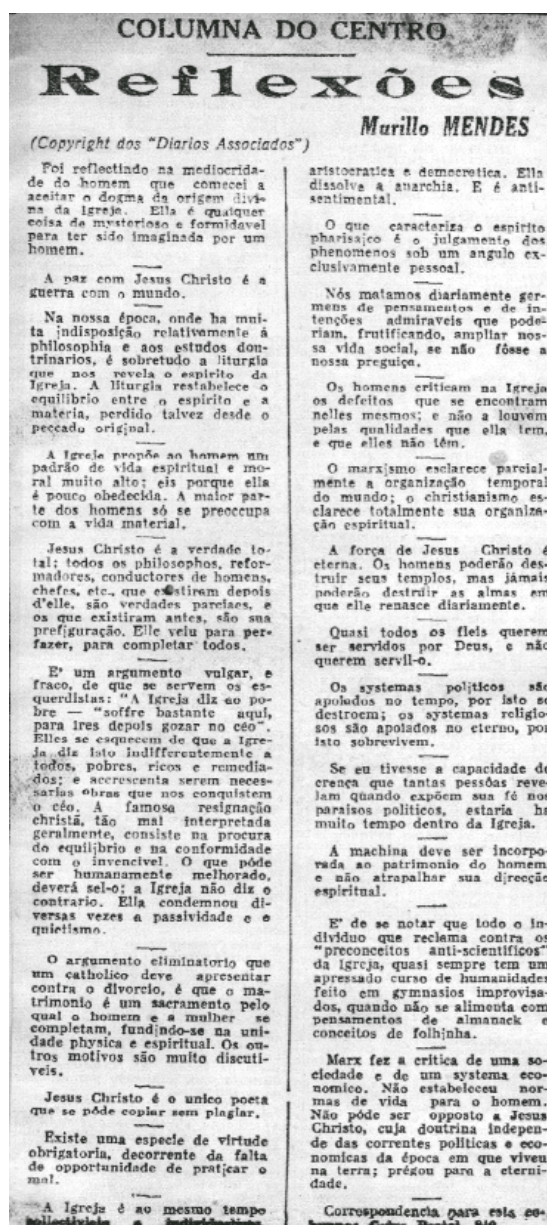 COLUMNA DO CENTRO
Reflexões
Murillo MENDES
(Copyright dos "Diarios Associados")
Foi reflectindo na mediocrida-
de do homem que comecei a
aceitar o dogma da origem divi-
na da Igreja. Ella é qualquer
coisa de mysterioso e formidavel
para ter sido imaginada por um
homem.
A paz com Jesus Christo é a
guerra com o mundo.
Na nossa época, onde ha mui-
ta indisposição relativamente á
philosophia e aos estudos dou-
trinarios, é sobretudo a liturgia
que nos revela o espirito da
Igreja. A liturgia restabelece o
equilibrio entre o espirito e a
materia, perdido talvez desde o
peccado original.
A Igreja propõe ao homem um
padrão de vida espiritual e mo-
ral muito alto; eis porque ella
é pouco obedecida. A maior par-
te dos homens só se preoccupa
com a vida material.
Jesus Christo é a verdade to-
tal; todos os philosophos, refor-
madores, conductores de homens,
chefes, etc., que existiram depois
d'elle, são verdades parciaes, e
os que existiram antes, são sua
prefiguração. Elle veiu para per-
fazer, para completar todos.
E' um argumento vulgar, e
fraco, de que se servem os es-
querdistas: "A Igreja diz ao po-
bre — "soffre bastante aqui,
para ires depois gozar no céo".
Elles se esquecem de que a Igre-
ja diz isto indifferentemente a
todos, pobres, ricos e remedia-
dos; e accrescenta serem neces-
sarias obras que nos conquistem
o céo. A famosa resignação
christã, tão mal interpretada
geralmente, consiste na procura
do equilibrio e na conformidade
com o invencivel. O que póde
ser humanamente melhorado,
deverá sel-o; a Igreja não diz o
contrario. Ella condemnou di-
versas vezes a passividade e o
quietismo.
O argumento eliminatorio que
um catholico deve apresentar
contra o divorcio, é que o ma-
trimonio é um sacramento pelo
qual o homem e a mulher se
completam, fundindo-se na uni-
dade physica e espiritual. Os ou-
tros motivos são muito discuti-
veis.
Jesus Christo é o unico poeta
que se póde copiar sem plagiar.
Existe uma especie de virtude
obrigatoria, decorrente da falta
de opportunidade de praticar o
mal.
A Igreja é ao mesmo tempo
collectivista e individualista,
aristocratica e democratica. Ella
dissolve a anarchia. E é anti-
sentimental.
O que caracteriza o espirito
pharisaico é o julgamento dos
phenomenos sob um angulo ex-
clusivamente pessoal.
Nós matamos diariamente ger-
mens de pensamentos e de in-
tenções admiraveis que pode-
riam, frutificando, ampliar nos-
sa vida social, se não fôsse a
nossa preguiça.
Os homens criticam na Igreja
os defeitos que se encontram
nelles mesmos; e não a louvem
pelas qualidades que ella tem,
e que elles não têm.
O marxismo esclarece parcial-
mente a organização temporal
do mundo; o christianismo es-
clarece totalmente sua organiza-
ção espiritual.
A força de Jesus Christo é
eterna. Os homens poderão des-
truir seus templos, mas jámais
poderão destruir as almas em
que elle renasce diariamente.
Quasi todos os fieis querem
ser servidos por Deus, e não
querem servil-o.
Os systemas politicos são
apoiados no tempo, por isto se
destroem; os systemas religio-
sos são apoiados no eterno, por
isto sobrevivem.
Se eu tivesse a capacidade de
crença que tantas pessôas reve-
lam quando expõem sua fé nos
paraisos politicos, estaria ha
muito tempo dentro da Igreja.
A machina deve ser incorpo-
rada ao patrimonio do homem
e não atrapalhar sua direcção
espiritual.
E' de se notar que todo o in-
dividuo que reclama contra os
"preconceitos anti-scientificos"
da Igreja, quasi sempre tem um
apressado curso de humanidades
feito em gymnasios improvisa-
dos, quando não se alimenta com
pensamentos de almanack e
conceitos de folhinha.
Marx fez a critica de uma so-
ciedade e de um systema eco-
nomico. Não estabeleceu nor-
mas de vida para o homem.
Não póde ser opposto a Jesus
Christo, cuja doutrina indepen-
de das correntes politicas e eco-
nomicas da época em que viveu
na terra; prégou para a eterni-
dade.
Correspondencia para esta co-